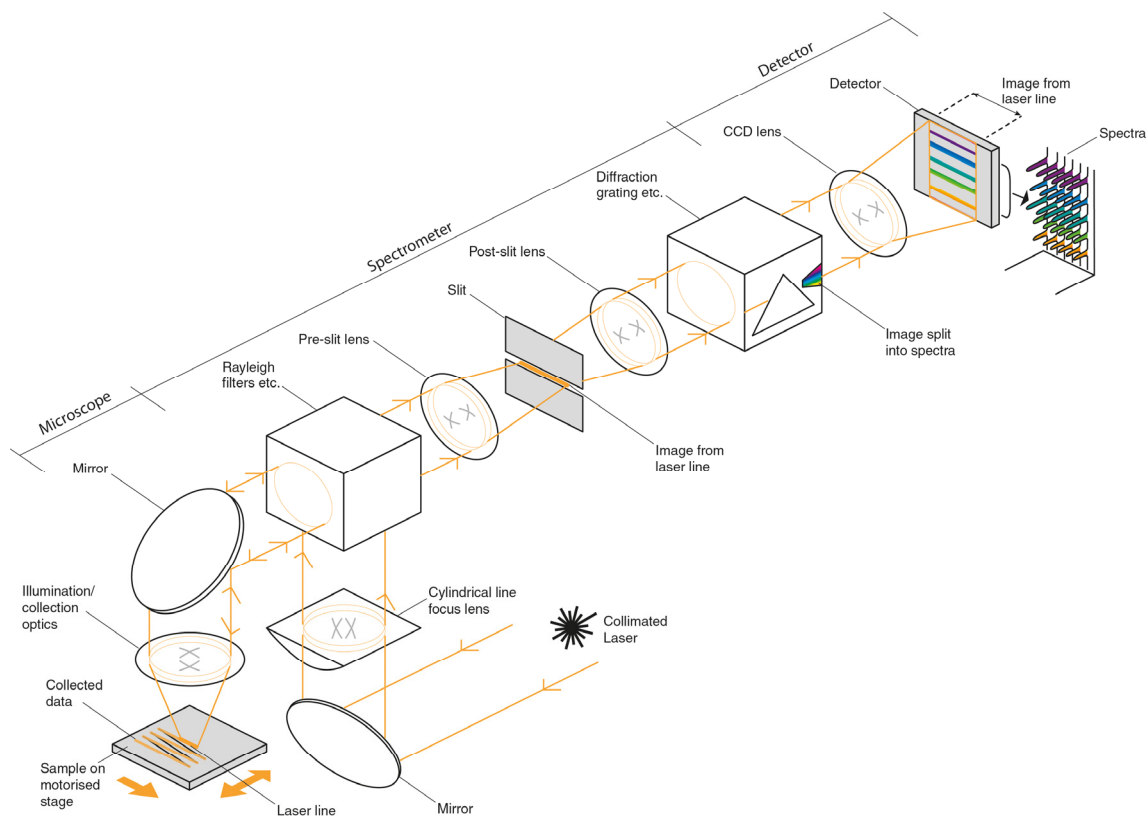 Detector
Detector
Image from
laser line
Spectra
CCD lens
Diffraction
grating etc.
Spectrometer
Post-slit lens
Slit
Image split
into spectra
Pre-slit lens
Rayleigh
filters etc.
Microscope
Image from
laser line
Mirror
Illumination/
collection
optics
Cylindrical line
focus lens
Collimated
Laser
Collected
data
Sample on
motorised
stage
Laser line
Mirror